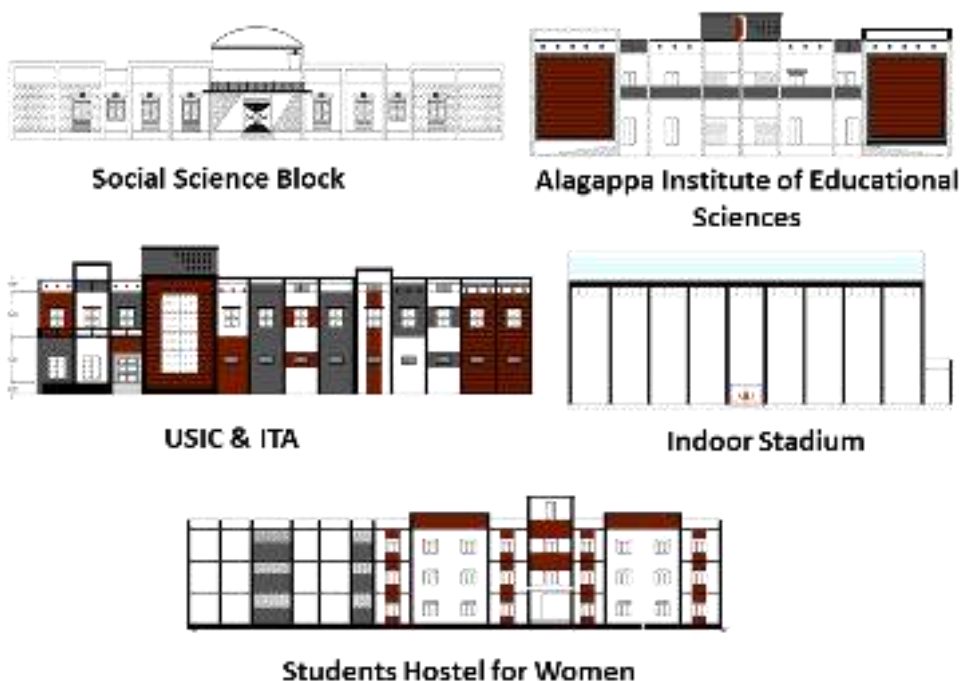 Social Science Block
Alagappa Institute of Educational
Sciences
USIC & ITA
Indoor Stadium
Students Hostel for Women